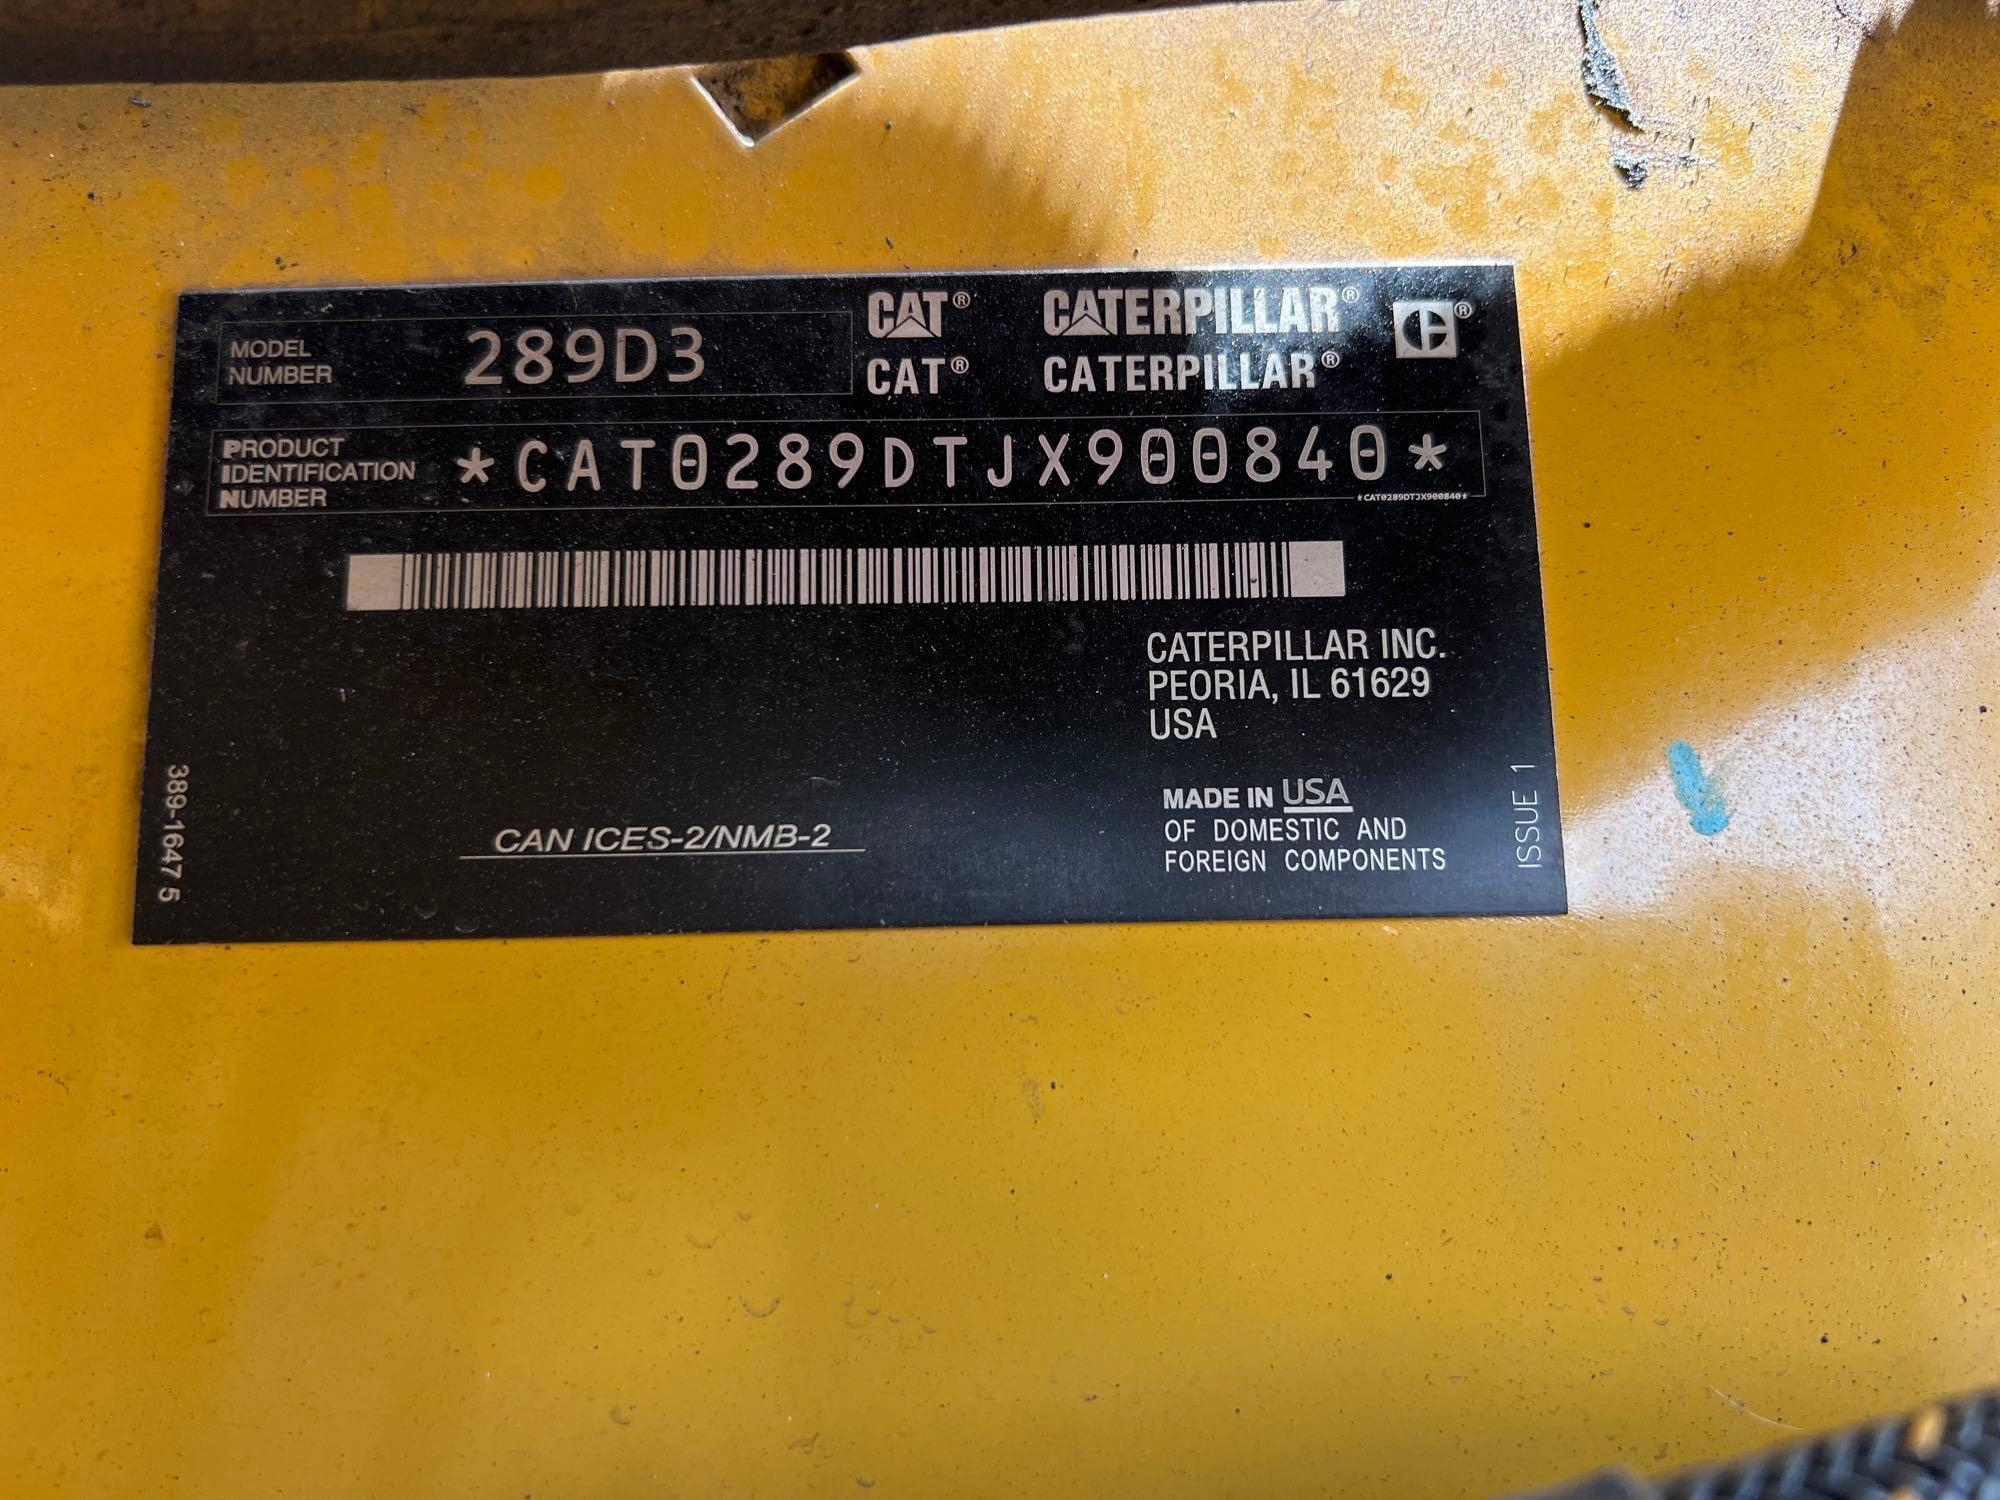 MODEL NUMBER 289D3
CAT® CATERPILLAR® C®
CAT® CATERPILLAR®
PRODUCT IDENTIFICATION NUMBER *CAT0289DTJX900840*
*CAT0289DTJX900840*
CATERPILLAR INC.
PEORIA, IL 61629
USA
MADE IN USA
OF DOMESTIC AND
FOREIGN COMPONENTS
CAN ICES-2/NMB-2
389-1647 5
ISSUE 1